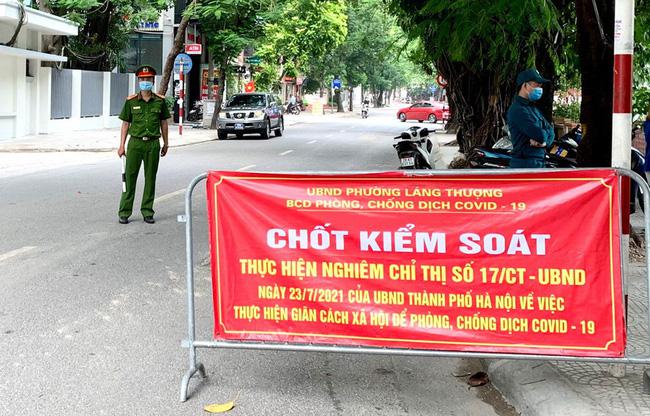 UBND PHƯỜNG LÁNG THƯỢNG
BCD PHÒNG, CHỐNG DỊCH COVID - 19
CHỐT KIỂM SOÁT
THỰC HIỆN NGHIÊM CHỈ THỊ SỐ 17/CT - UBND
NGÀY 23/7/2021 CỦA UBND THÀNH PHỐ HÀ NỘI VỀ VIỆC
THỰC HIỆN GIÃN CÁCH XÃ HỘI ĐỂ PHÒNG, CHỐNG DỊCH COVID - 19
ATM